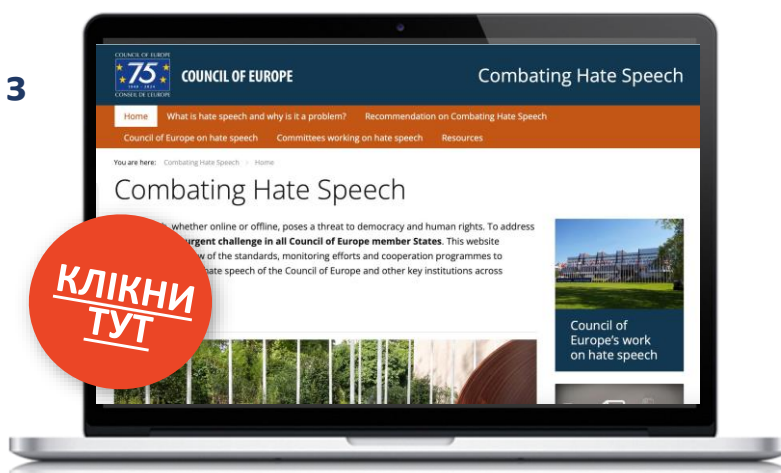 3
COUNCIL OF EUROPE
75
1949 - 2024
CONSEIL DE L'EUROPE
COUNCIL OF EUROPE
Combating Hate Speech
Home What is hate speech and why is it a problem? Recommendation on Combating Hate Speech
Council of Europe on hate speech Committees working on hate speech Resources
You are here: Combating Hate Speech / Home
Combating Hate Speech
whether online or offline, poses a threat to democracy and human rights. To address
urgent challenge in all Council of Europe member States. This website
of the standards, monitoring efforts and cooperation programmes to
speech of the Council of Europe and other key institutions across
КЛІКНИ
ТУТ
Council of
Europe's work
on hate speech